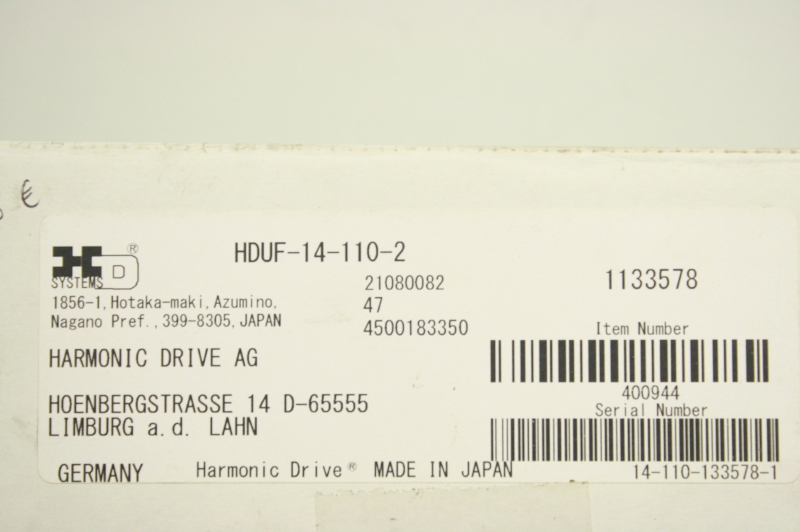 €
HDUF-14-110-2
HD®
SYSTEMS
21080082
1133578
1856-1, Hotaka-maki, Azumino,
47
Nagano Pref., 399-8305, JAPAN
4500183350
Item Number
HARMONIC DRIVE AG
400944
HOENBERGSTRASSE 14 D-65555
Serial Number
LIMBURG a.d. LAHN
GERMANY
Harmonic Drive® MADE IN JAPAN
14-110-133578-1